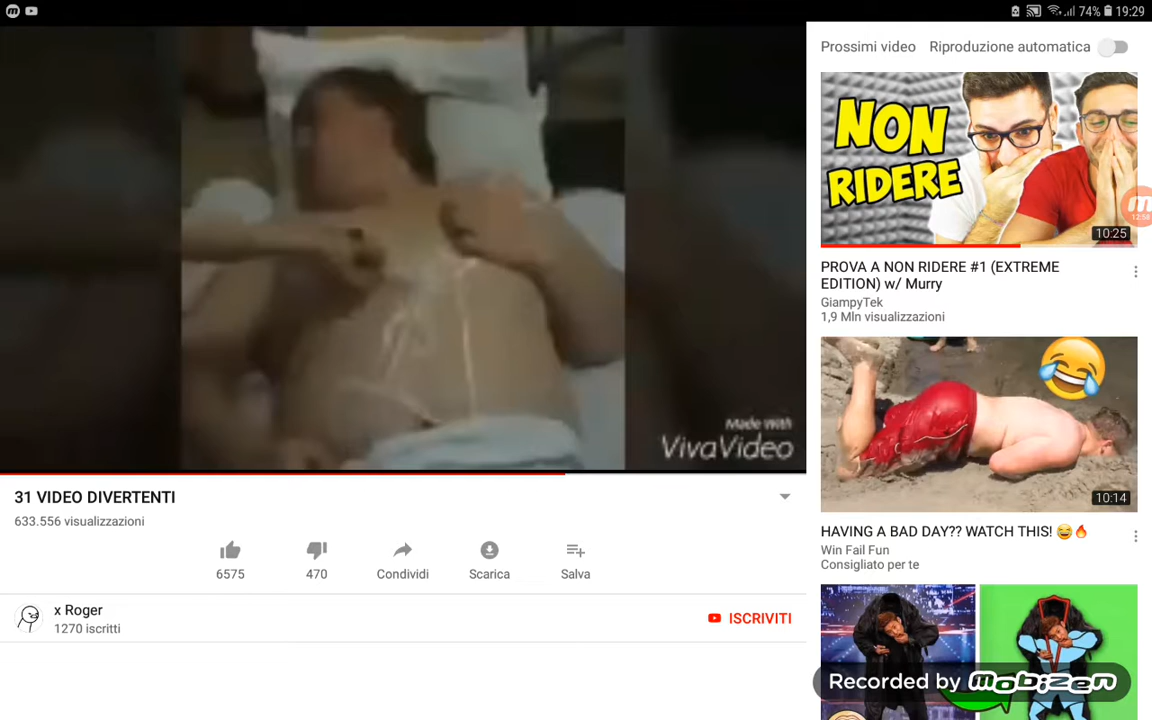 74% 19:29
Made With
VivaVideo
31 VIDEO DIVERTENTI
633.556 visualizzazioni
6575
470
Condividi
Scarica
Salva
x Roger
1270 iscritti
ISCRIVITI
Prossimi video
Riproduzione automatica
NON
RIDERE
12:58
10:25
PROVA A NON RIDERE #1 (EXTREME
EDITION) w/ Murry
GiampyTek
1,9 Mln visualizzazioni
10:14
HAVING A BAD DAY?? WATCH THIS! 😂🔥
Win Fail Fun
Consigliato per te
Recorded by mobizen